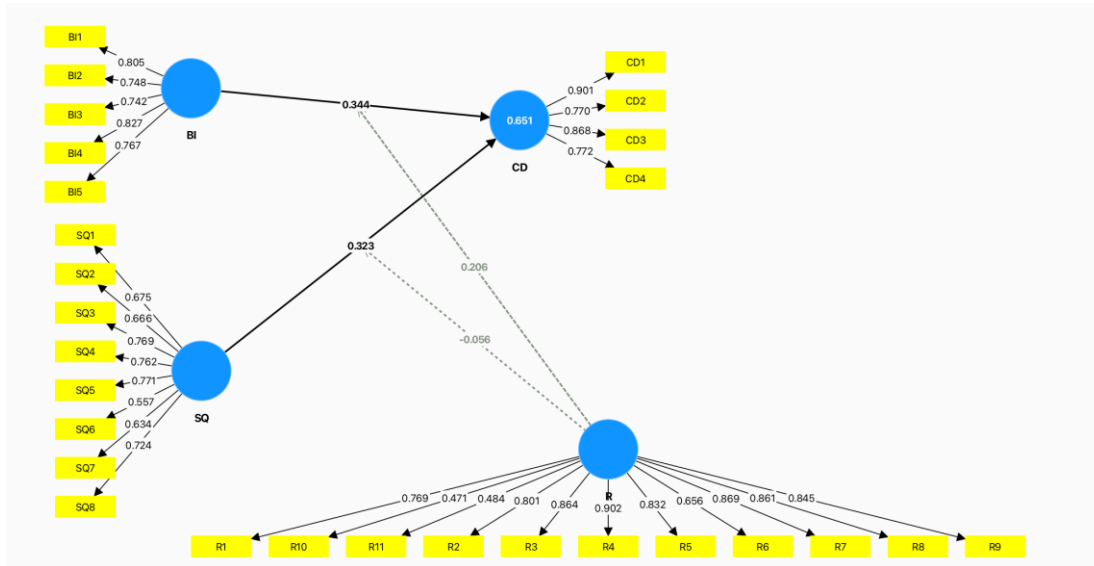 BI1
BI2
BI3
BI4
BI5
0.805
0.748
0.742
0.827
0.767
BI
0.344
0.651
CD
0.901
0.770
0.868
0.772
CD1
CD2
CD3
CD4
SQ1
SQ2
SQ3
SQ4
SQ5
SQ6
SQ7
SQ8
0.675
0.666
0.769
0.762
0.771
0.557
0.634
0.724
SQ
0.323
0.206
-0.056
R
0.769
0.471
0.484
0.801
0.864
0.902
0.832
0.656
0.869
0.861
0.845
R1
R10
R11
R2
R3
R4
R5
R6
R7
R8
R9